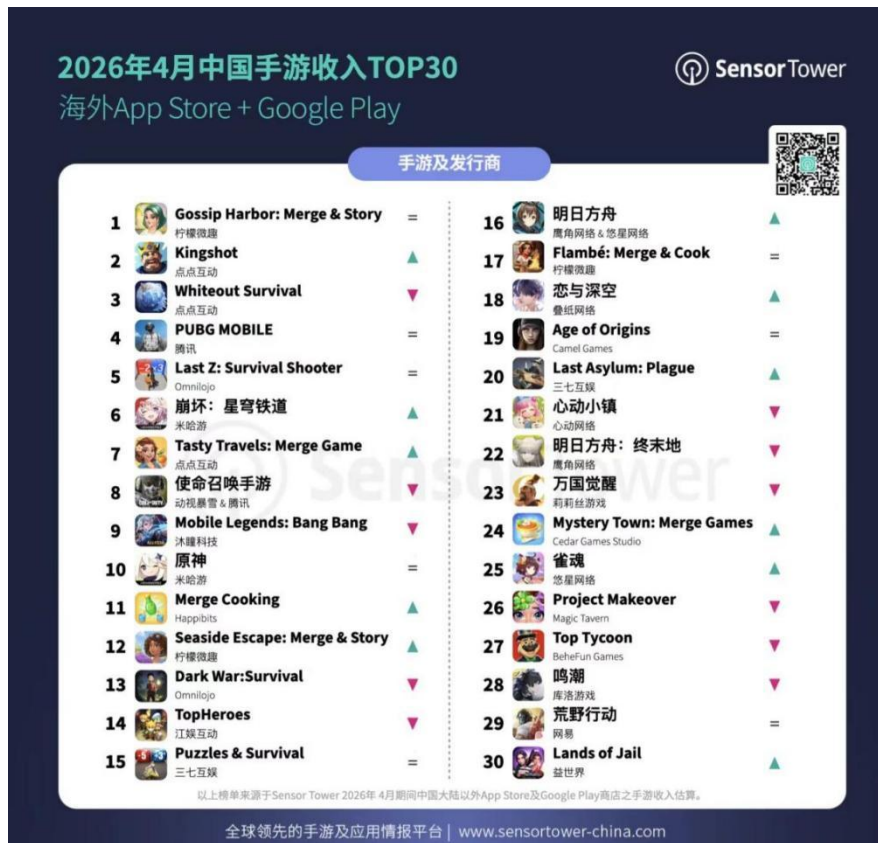 2026年4月中国手游收入TOP30
SensorTower
海外App Store + Google Play
手游及发行商
1 Gossip Harbor: Merge & Story =
柠檬微趣
2 Kingshot ▲
点点互动
3 Whiteout Survival ▼
点点互动
4 PUBG MOBILE =
腾讯
5 Last Z: Survival Shooter =
Omnilojo
6 崩坏：星穹铁道 ▲
米哈游
7 Tasty Travels: Merge Game ▲
点点互动
8 使命召唤手游 ▼
动视暴雪 & 腾讯
9 Mobile Legends: Bang Bang ▼
沐瞳科技
10 原神 =
米哈游
11 Merge Cooking ▲
Happibits
12 Seaside Escape: Merge & Story ▲
柠檬微趣
13 Dark War:Survival ▼
Omnilojo
14 TopHeroes ▼
江娱互动
15 Puzzles & Survival =
三七互娱
16 明日方舟 ▲
鹰角网络 & 悠星网络
17 Flambé: Merge & Cook =
柠檬微趣
18 恋与深空 ▲
叠纸网络
19 Age of Origins =
Camel Games
20 Last Asylum: Plague ▲
三七互娱
21 心动小镇 ▼
心动网络
22 明日方舟：终末地 ▼
鹰角网络
23 万国觉醒 ▼
莉莉丝游戏
24 Mystery Town: Merge Games ▲
Cedar Games Studio
25 雀魂 ▲
悠星网络
26 Project Makeover ▼
Magic Tavern
27 Top Tycoon ▼
BeheFun Games
28 鸣潮 ▼
库洛游戏
29 荒野行动 =
网易
30 Lands of Jail ▲
益世界
SensorTower
以上榜单来源于Sensor Tower 2026年 4月期间中国大陆以外App Store及Google Play商店之手游收入估算。
全球领先的手游及应用情报平台 | www.sensortower-china.com